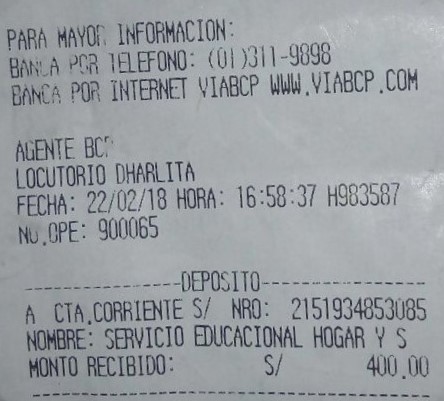 PARA MAYOR INFORMACION:
BANCA POR TELEFONO: (01)311-9898
BANCA POR INTERNET VIABCP WWW.VIABCP.COM
AGENTE BCP
LOCUTORIO DHARLITA
FECHA: 22/02/18 HORA: 16:58:37 H983587
NU.OPE: 900065
-----------------DEPOSITO------------------
A CTA.CORRIENTE S/ NRO: 2151934853085
NOMBRE: SERVICIO EDUCACIONAL HOGAR Y S
MONTO RECIBIDO: S/ 400.00
-------------------------------------------